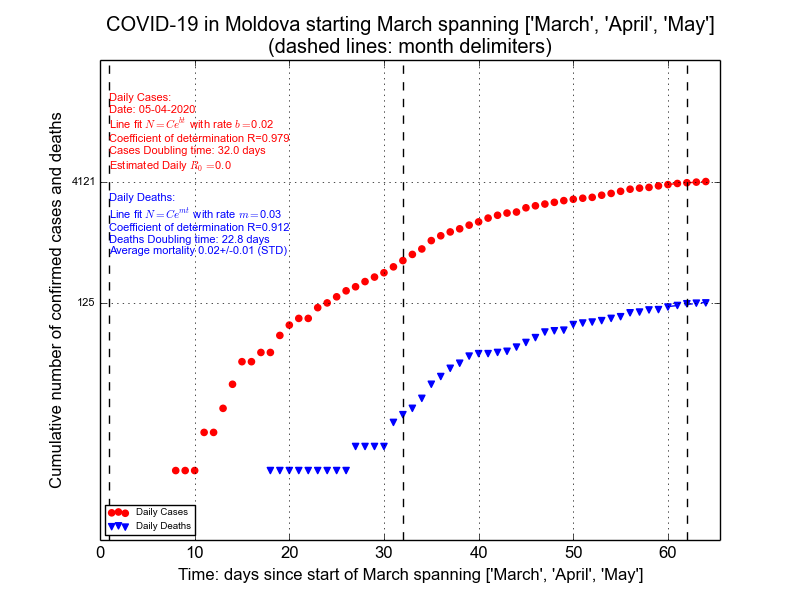 COVID-19 in Moldova starting March spanning ['March', 'April', 'May']
(dashed lines: month delimiters)
Daily Cases:
Date: 05-04-2020
Line fit N = Ce^{bt} with rate b =0.02
Coefficient of determination R=0.979
Cases Doubling time: 32.0 days
Estimated Daily R_0 =0.0
Daily Deaths:
Line fit N = Ce^{mt} with rate m =0.03
Coefficient of determination R=0.912
Deaths Doubling time: 22.8 days
Average mortality 0.02+/-0.01 (STD)
Cumulative number of confirmed cases and deaths
4121
125
Daily Cases
Daily Deaths
0 10 20 30 40 50 60
Time: days since start of March spanning ['March', 'April', 'May']